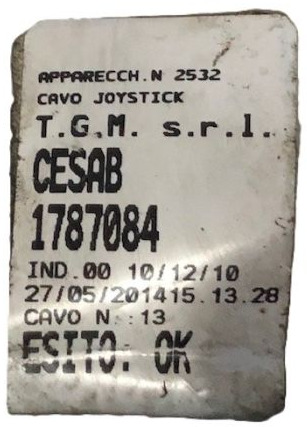 APPARECCH.N 2532
CAVO JOYSTICK
T.G.M. s.r.l.
CESAB
1787084
IND.00 10/12/10
27/05/201415.13.28
CAVO N.:13
ESITO: OK